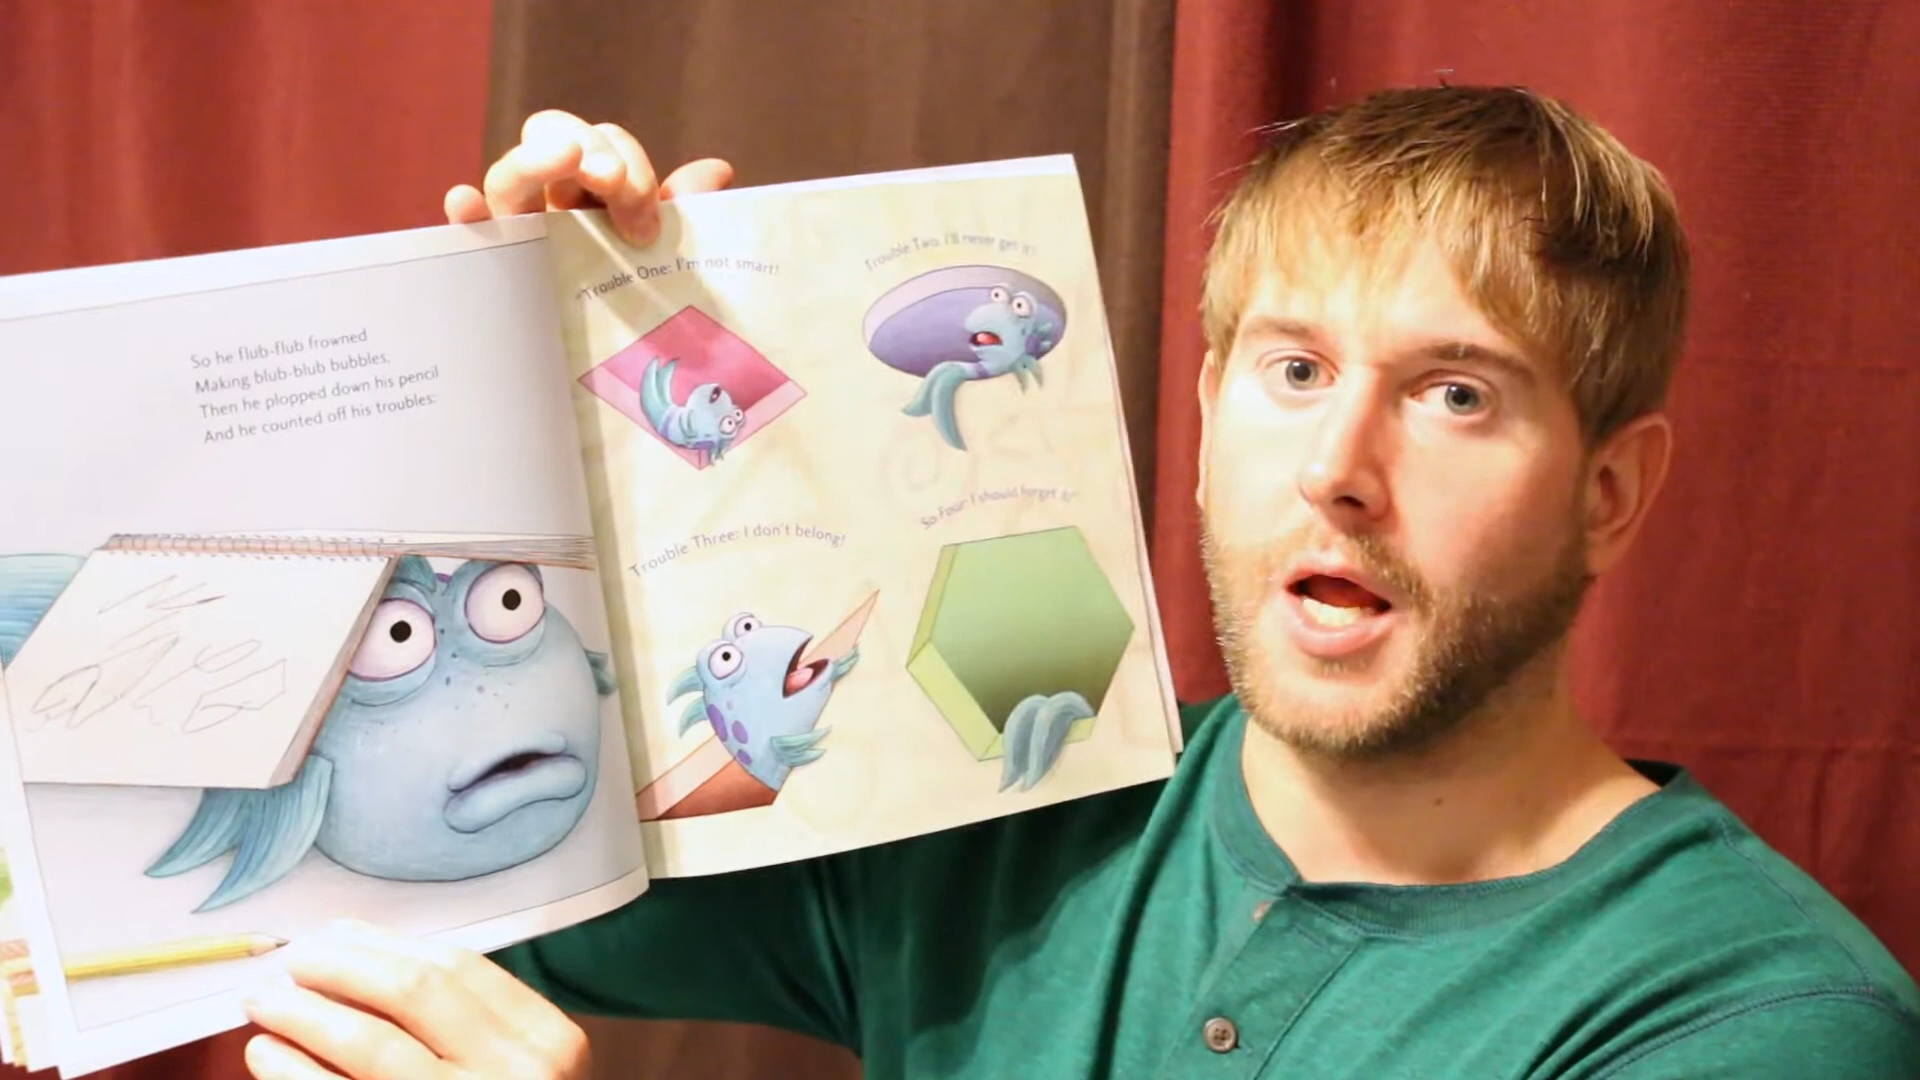 So he flub-flub frowned
Making blub-blub bubbles,
Then he plopped down his pencil
And he counted off his troubles:
"Trouble One: I'm not smart!
Trouble Two: I'll never get it!
Trouble Three: I don't belong!
So Four: I should forget it!"